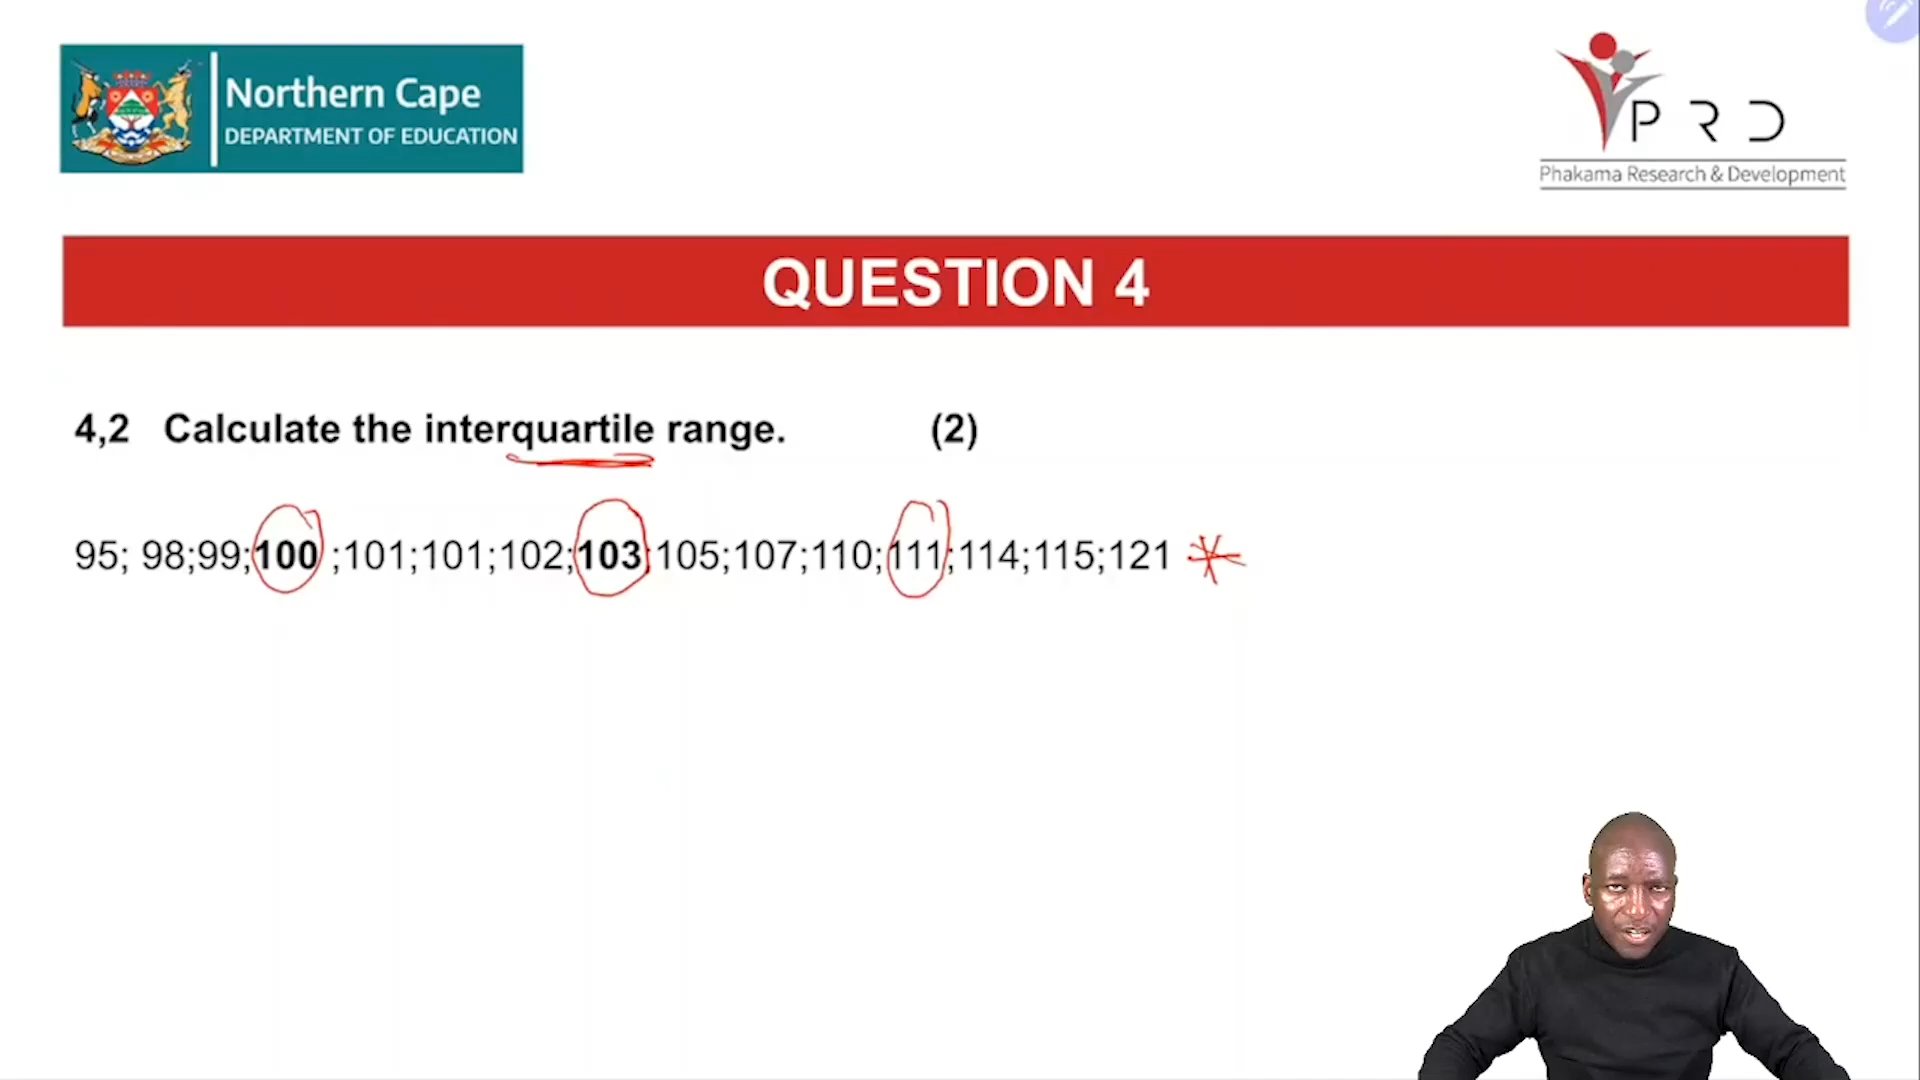 Northern Cape
DEPARTMENT OF EDUCATION
PRD
Phakama Research & Development
QUESTION 4
4,2 Calculate the interquartile range. (2)
95; 98;99;100 ;101;101;102;103;105;107;110;111;114;115;121 *